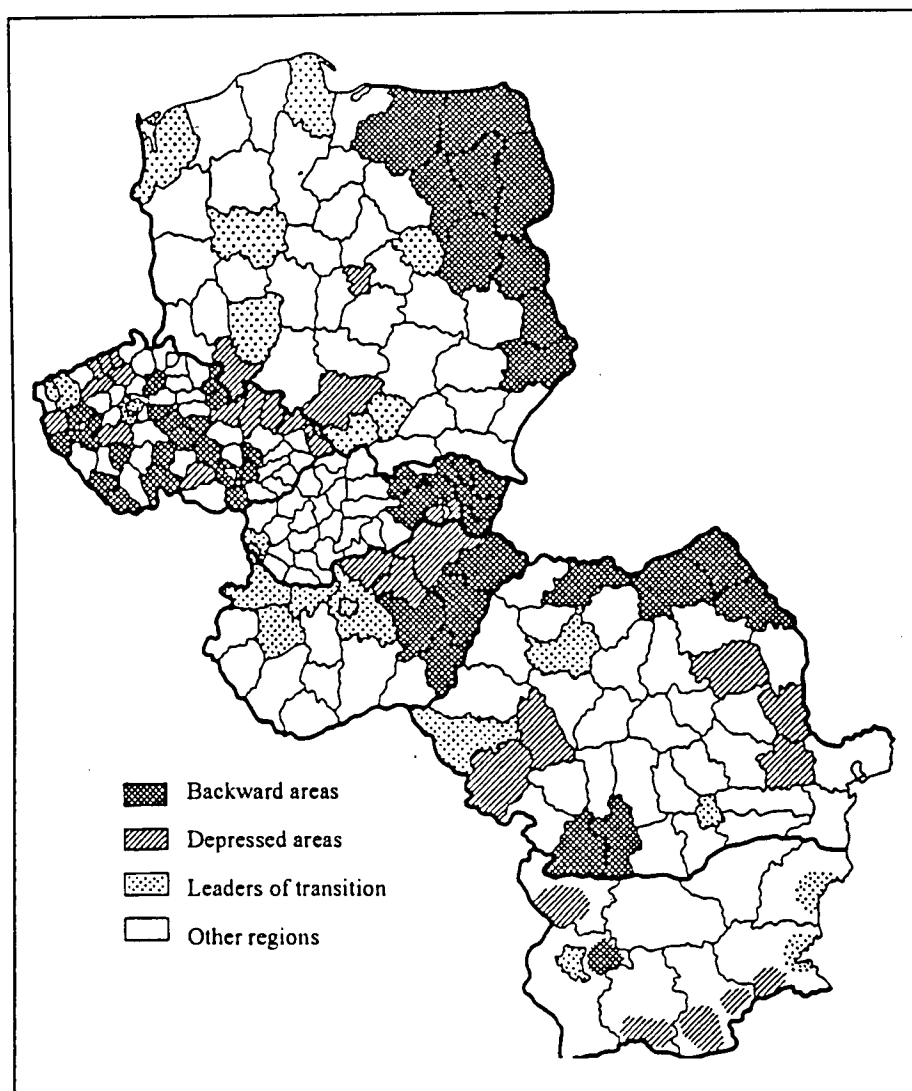 Backward areas
Depressed areas
Leaders of transition
Other regions